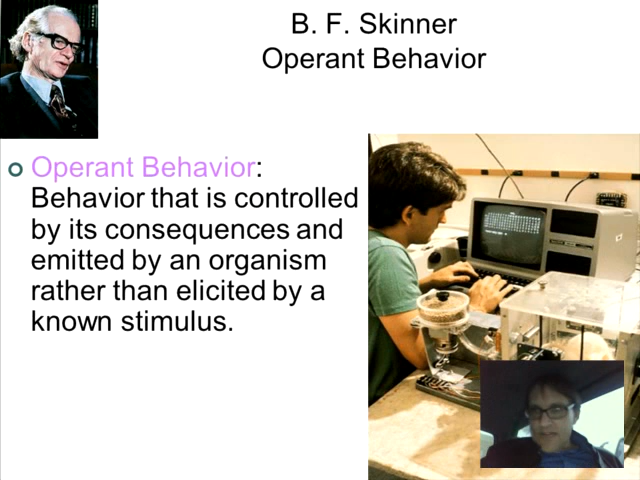 B. F. Skinner
Operant Behavior
Operant Behavior:
Behavior that is controlled
by its consequences and
emitted by an organism
rather than elicited by a
known stimulus.